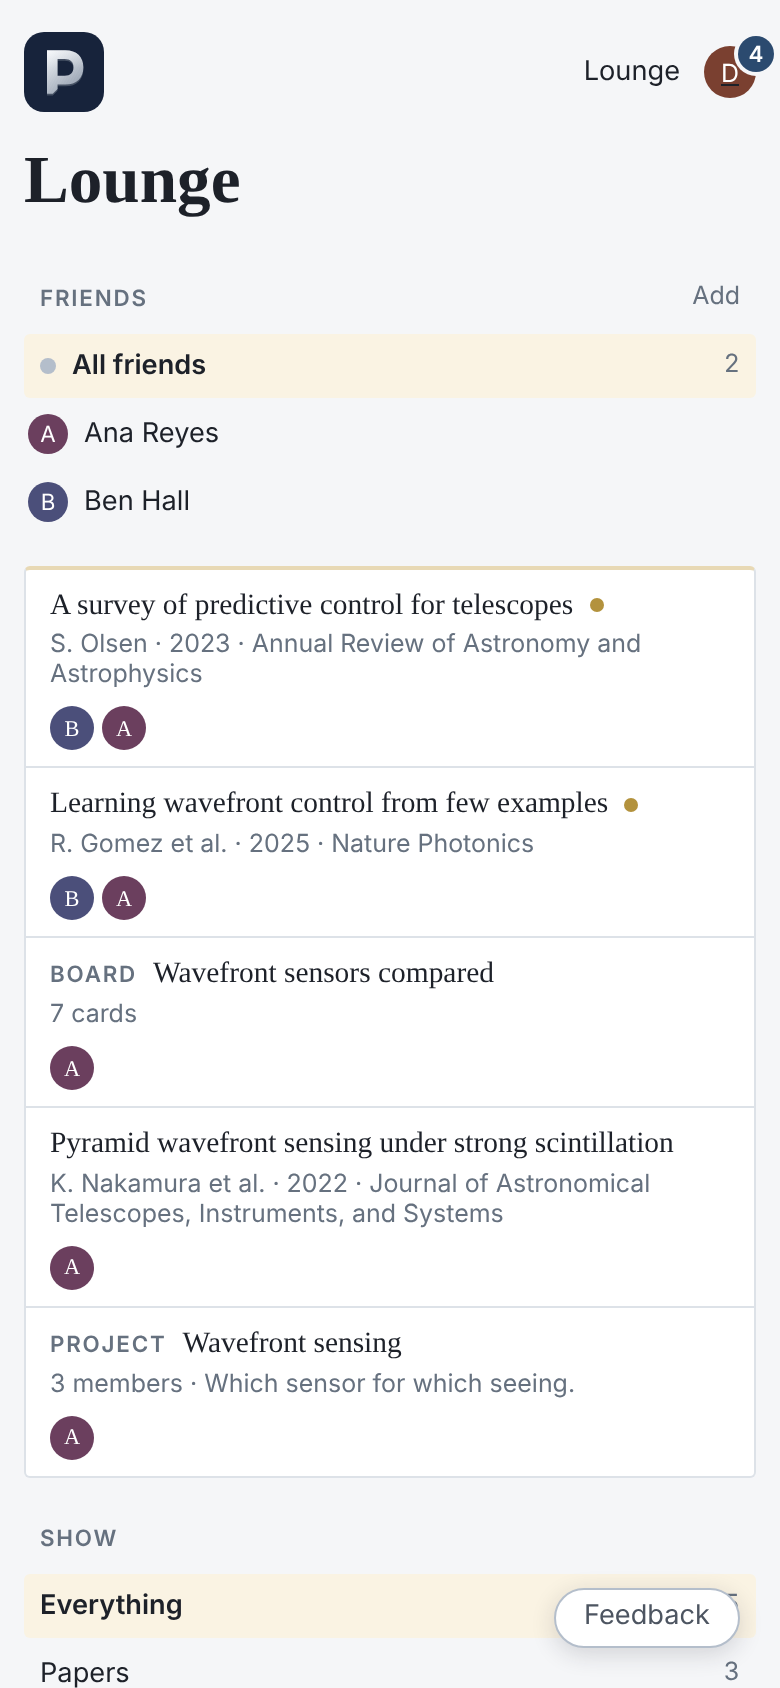 P
Lounge
D
4
Lounge
FRIENDS
Add
All friends
2
A
Ana Reyes
B
Ben Hall
A survey of predictive control for telescopes
S. Olsen · 2023 · Annual Review of Astronomy and
Astrophysics
B A
Learning wavefront control from few examples
R. Gomez et al. · 2025 · Nature Photonics
B A
BOARD Wavefront sensors compared
7 cards
A
Pyramid wavefront sensing under strong scintillation
K. Nakamura et al. · 2022 · Journal of Astronomical
Telescopes, Instruments, and Systems
A
PROJECT Wavefront sensing
3 members · Which sensor for which seeing.
A
SHOW
Everything
Feedback
Papers
3